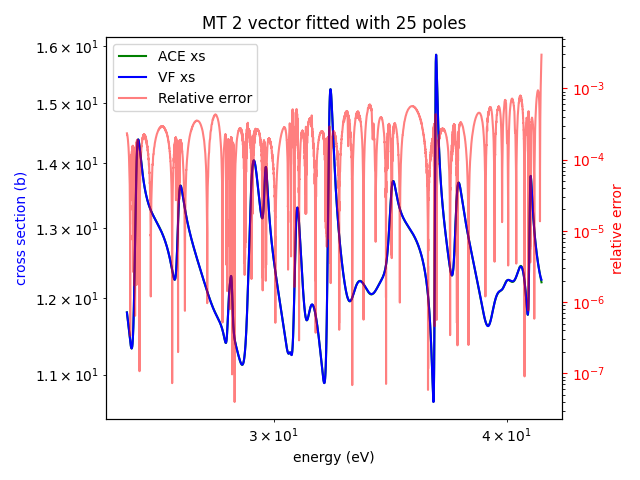 MT 2 vector fitted with 25 poles
ACE xs
VF xs
Relative error
1.6 × 10¹
1.5 × 10¹
1.4 × 10¹
1.3 × 10¹
1.2 × 10¹
1.1 × 10¹
cross section (b)
10⁻³
10⁻⁴
10⁻⁵
10⁻⁶
10⁻⁷
relative error
3 × 10¹
4 × 10¹
energy (eV)